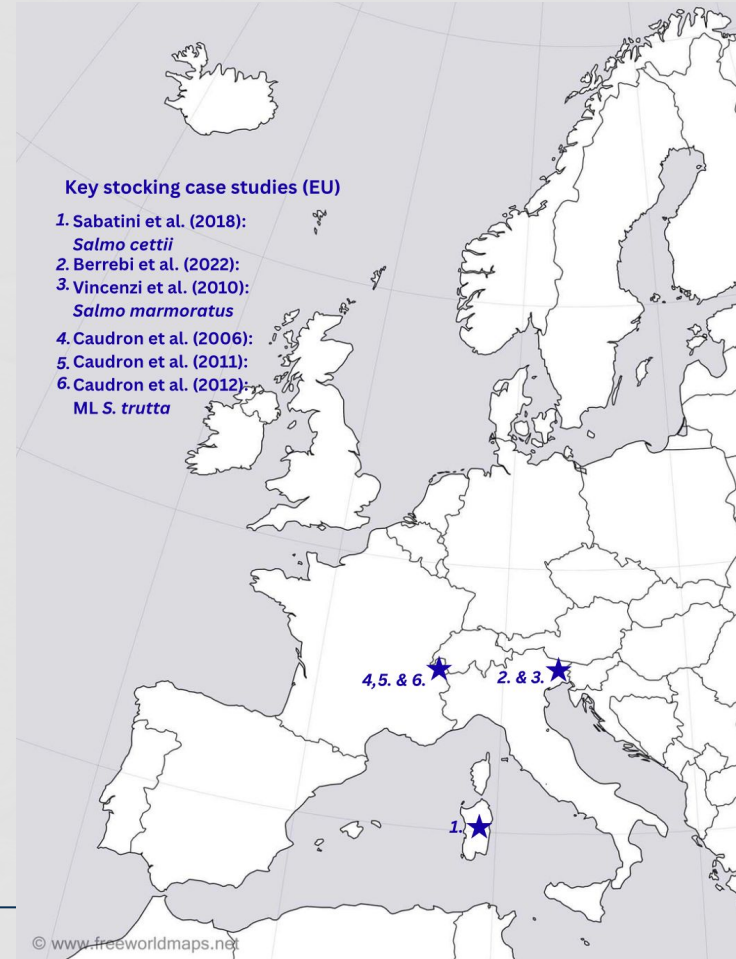 Key stocking case studies (EU)
1. Sabatini et al. (2018):
Salmo cettii
2. Berrebi et al. (2022):
3. Vincenzi et al. (2010):
Salmo marmoratus
4. Caudron et al. (2006):
5. Caudron et al. (2011):
6. Caudron et al. (2012):
ML S. trutta
4,5. & 6.
2. & 3.
1.
© www.freeworldmaps.net